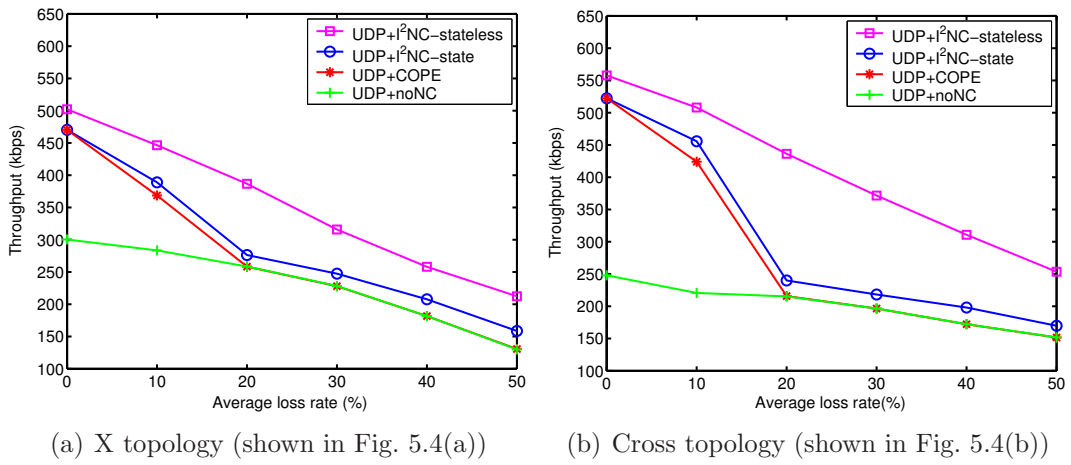 650
600
550
500
450
400
350
300
250
200
150
100
Throughput (kbps)
0 10 20 30 40 50
Average loss rate (%)
UDP+I²NC−stateless
UDP+I²NC−state
UDP+COPE
UDP+noNC
(a) X topology (shown in Fig. 5.4(a))
650
600
550
500
450
400
350
300
250
200
150
100
Throughput (kbps)
0 10 20 30 40 50
Average loss rate(%)
UDP+I²NC−stateless
UDP+I²NC−state
UDP+COPE
UDP+noNC
(b) Cross topology (shown in Fig. 5.4(b))